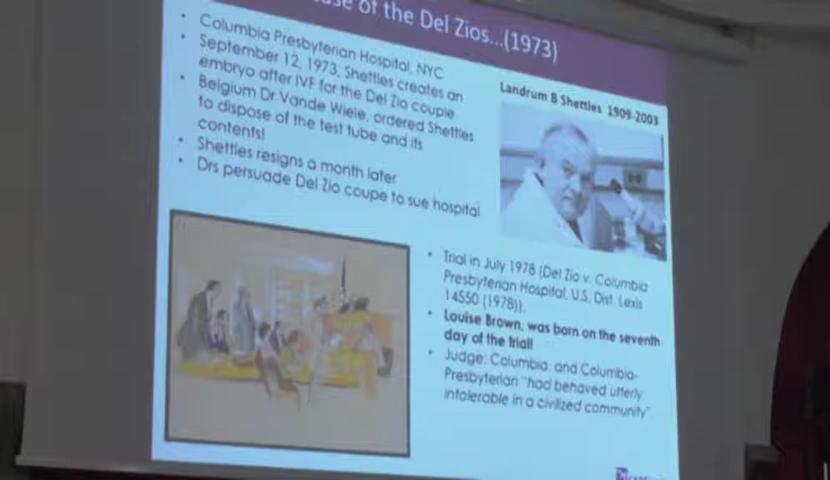 of the Del Zios...(1973)
• Columbia Presbyterian Hospital, NYC
• September 12, 1973, Shettles creates an
embryo after IVF for the Del Zio couple
• Belgium Dr Vande Wiele, ordered Shettles
to dispose of the test tube and its
contents!
• Shettles resigns a month later
• Drs persuade Del Zio coupe to sue hospital
Landrum B Shettles 1909-2003
• Trial in July 1978 (Del Zio v. Columbia
Presbyterian Hospital, U.S. Dist. Lexis
14550 (1978)).
• Louise Brown, was born on the seventh
day of the trial!
• Judge: Columbia, and Columbia-
Presbyterian "had behaved utterly
intolerable in a civilized community"